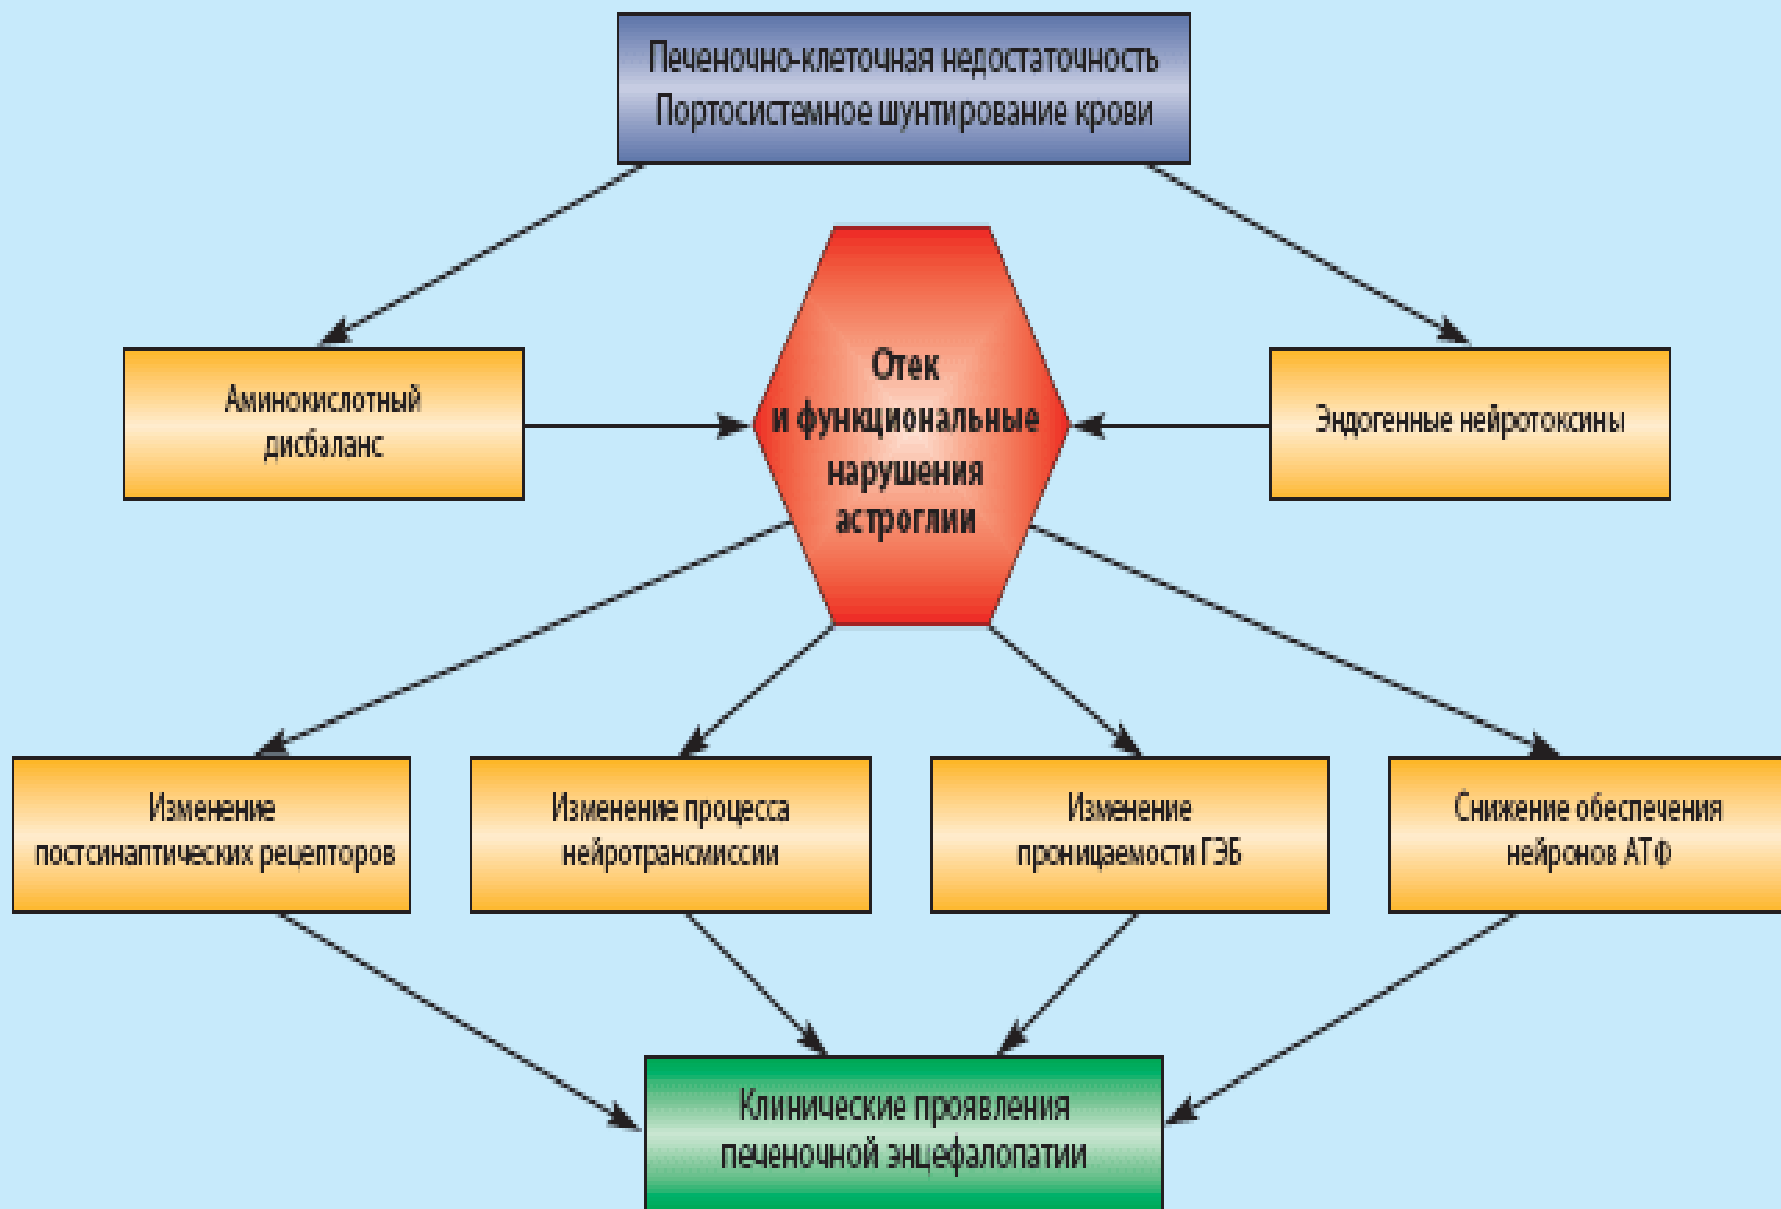 Печеночно-клеточная недостаточность
Портосистемное шунтирование крови
Аминокислотный
дисбаланс
Отек
и функциональные
нарушения
астроглии
Эндогенные нейротоксины
Изменение
постсинаптических рецепторов
Изменение процесса
нейротрансмиссии
Изменение
проницаемости ГЭБ
Снижение обеспечения
нейронов АТФ
Клинические проявления
печеночной энцефалопатии